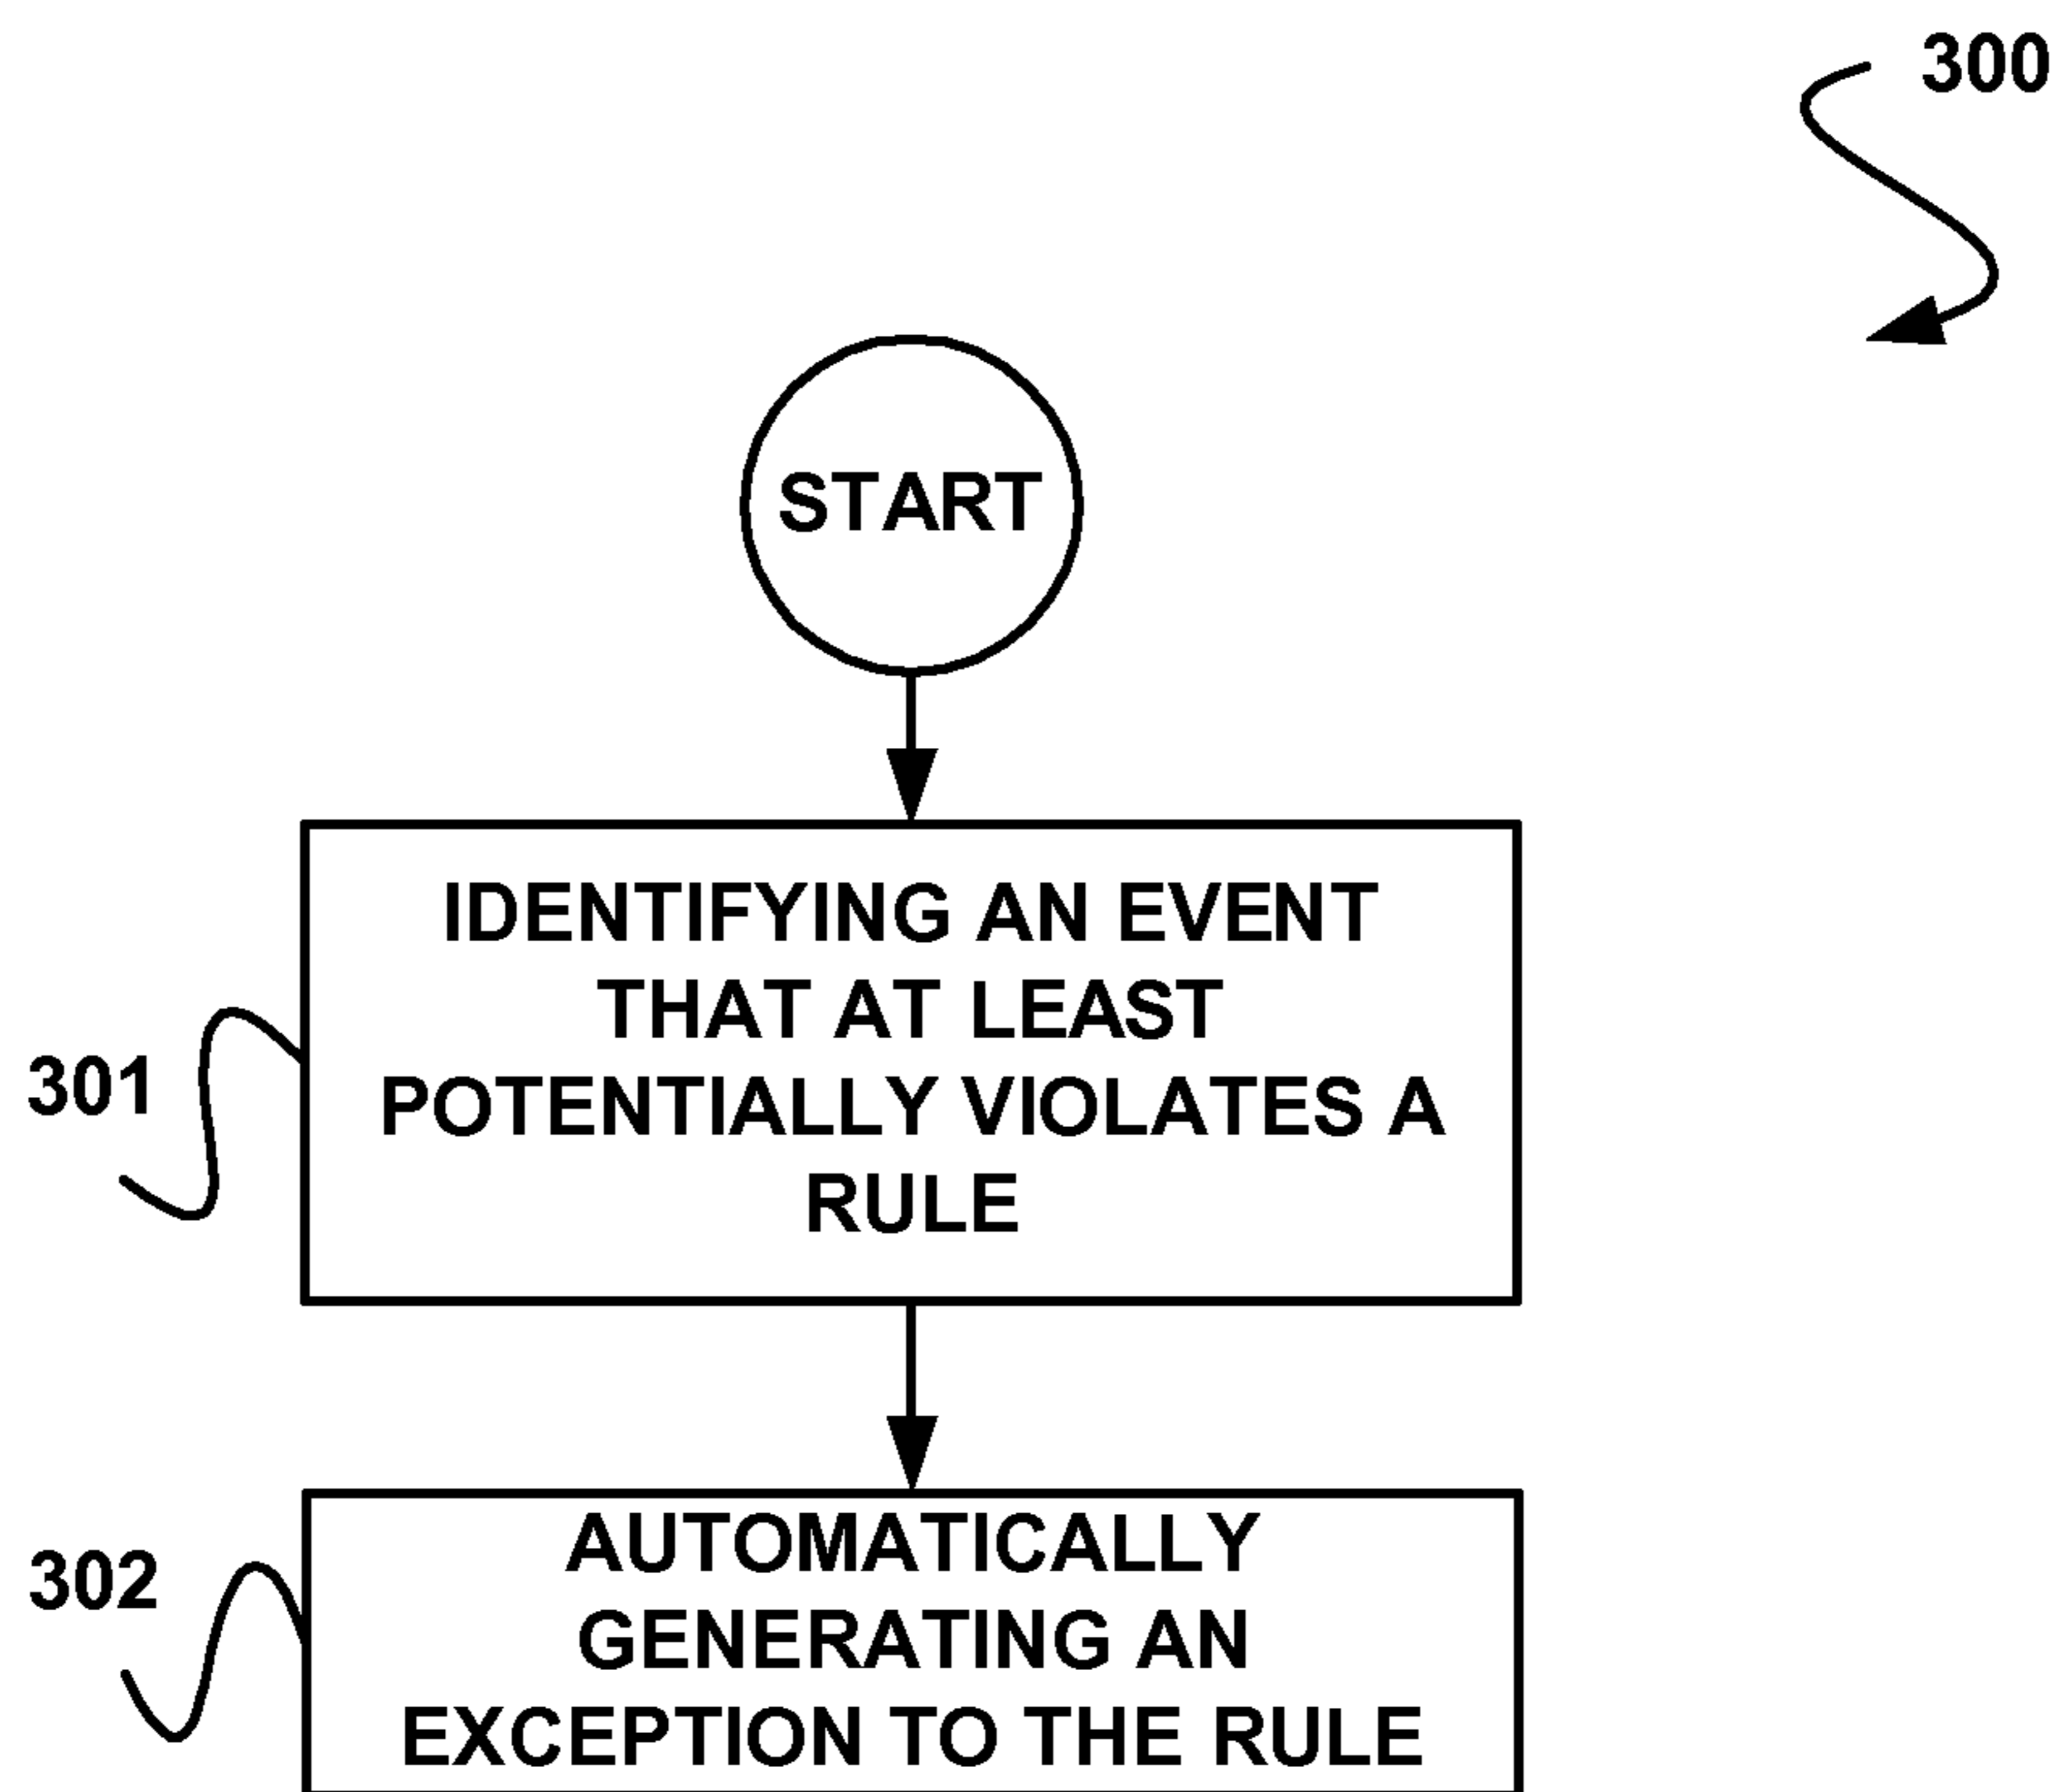 300
START
IDENTIFYING AN EVENT
THAT AT LEAST
POTENTIALLY VIOLATES A
RULE
301
AUTOMATICALLY
GENERATING AN
EXCEPTION TO THE RULE
302